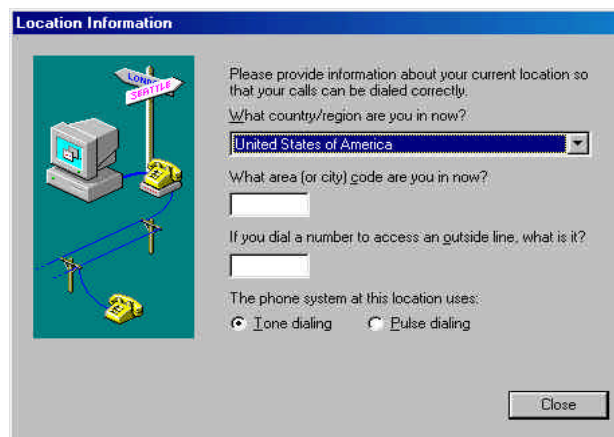 Location Information
LONDON
SEATTLE
Please provide information about your current location so
that your calls can be dialed correctly.
What country/region are you in now?
United States of America
What area (or city) code are you in now?
If you dial a number to access an outside line, what is it?
The phone system at this location uses:
Tone dialing
Pulse dialing
Close